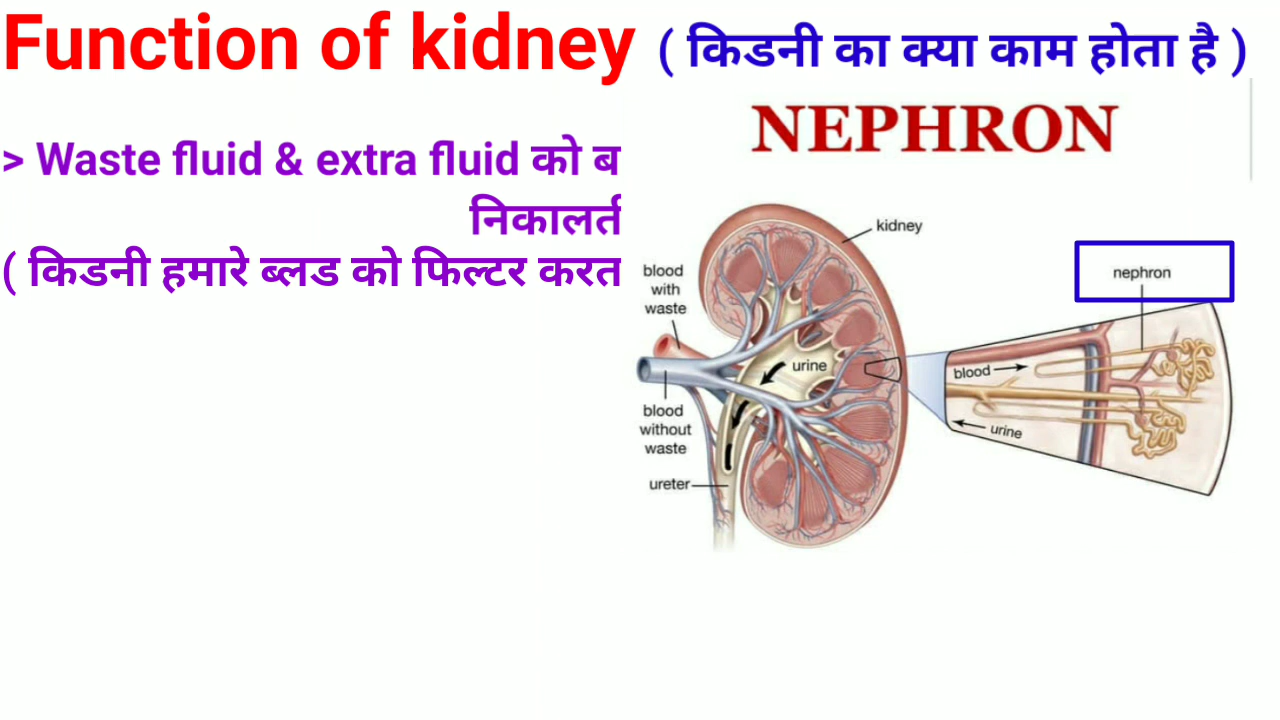 Function of kidney ( किडनी का क्या काम होता है )
> Waste fluid & extra fluid को ब
निकालर्त
( किडनी हमारे ब्लड को फिल्टर करत
NEPHRON
kidney
blood
with
waste
nephron
urine
blood
blood
without
waste
urine
ureter